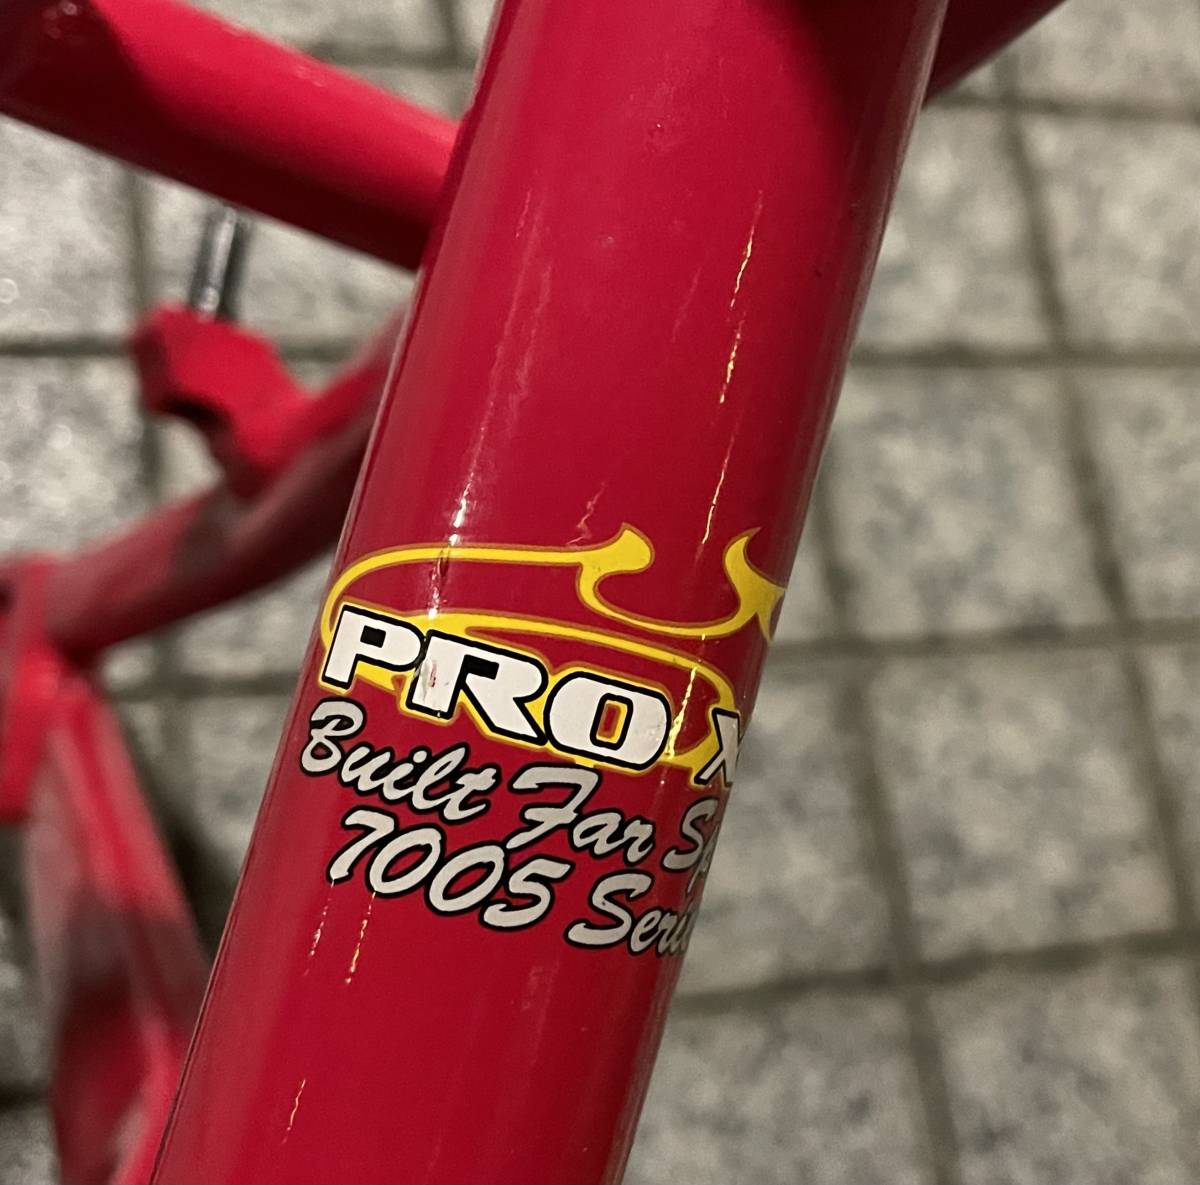 PRO X
Built Far
7005